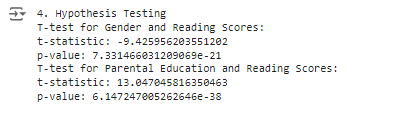 4. Hypothesis Testing
T-test for Gender and Reading Scores:
t-statistic: -9.425956203551202
p-value: 7.331466031209069e-21
T-test for Parental Education and Reading Scores:
t-statistic: 13.047045816350463
p-value: 6.147247005262646e-38